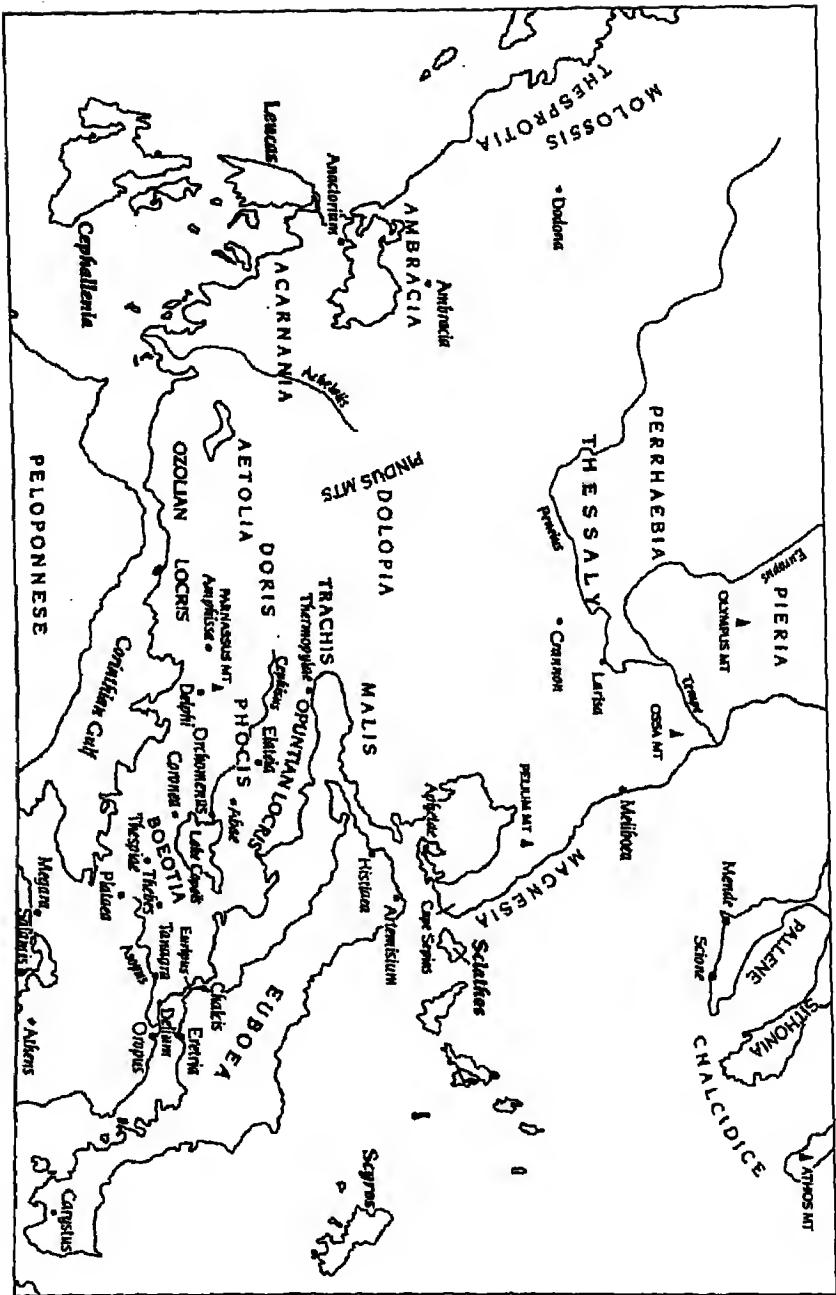 MOLOSSIS
THESPROTIA
Dodona
PERRHAEBIA
THESSALY
Peneius
Europus
PIERIA
OLYMPUS MT
Tempe
OSSA MT
Larisa
Crannon
Meliboea
Mende
PALLENE
Scione
SITHONIA
CHALCIDICE
ATHOS MT
AMBRACIA
Ambracia
Anactorium
Leucas
ACARNANIA
Cephallenia
PINDUS MTS
DOLOPIA
PELIUM MT
MAGNESIA
Aphetae
Cape Sepias
Sciathos
Scyros
MALIS
TRACHIS
Thermopylae
Artemisium
Histiaea
AETOLIA
DORIS
OPUNTIAN LOCRIS
Cephisus
Elateia
PHOCIS
Abae
OZOLIAN LOCRIS
PARNASSUS MT
Amphissa
Delphi
Orchomenus
Coronea
Lake Copais
BOEOTIA
Thespiae
Thebes
Plataea
Tanagra
Asopus
Euripus
Chalcis
Eretria
Delium
Oropus
EUBOEA
Carystus
Corinthian Gulf
PELOPONNESE
Megara
Salamis
Athens